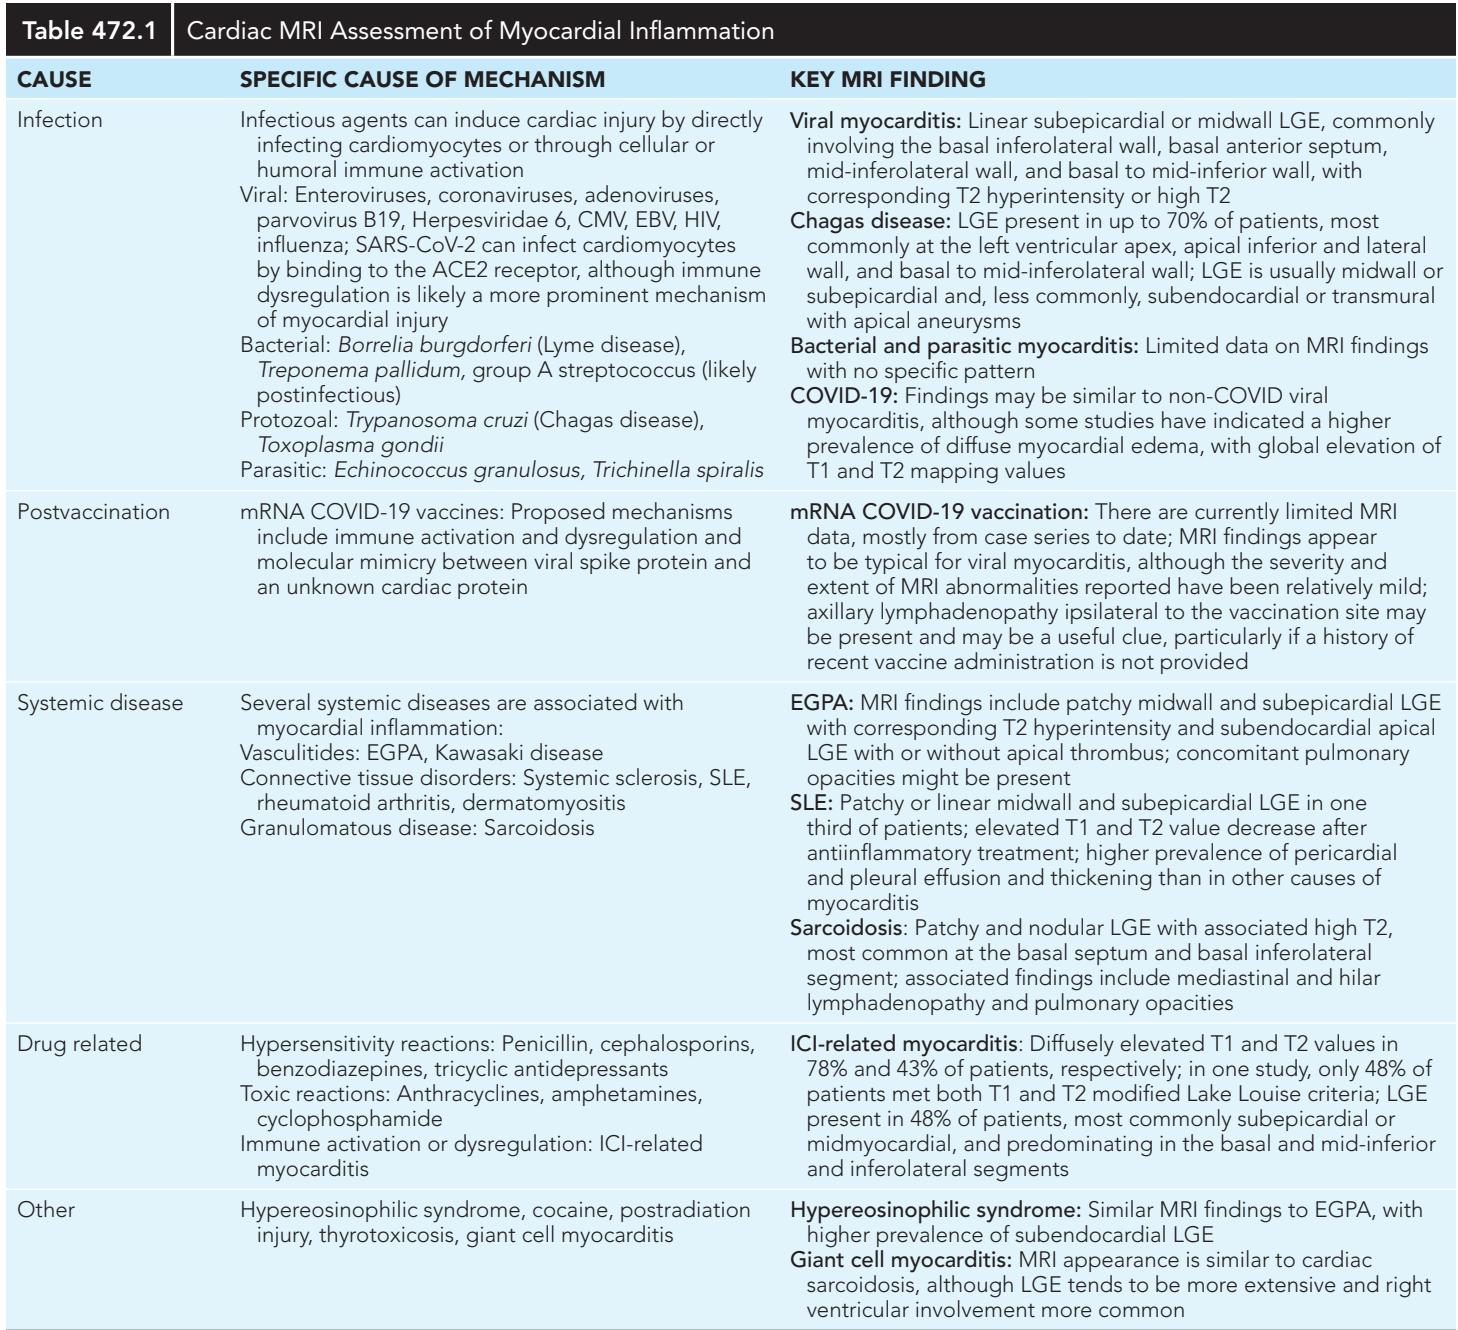 Table 472.1 Cardiac MRI Assessment of Myocardial Inflammation
CAUSE SPECIFIC CAUSE OF MECHANISM KEY MRI FINDING
Infection
Infectious agents can induce cardiac injury by directly
infecting cardiomyocytes or through cellular or
humoral immune activation
Viral: Enteroviruses, coronaviruses, adenoviruses,
parvovirus B19, Herpesviridae 6, CMV, EBV, HIV,
influenza; SARS-CoV-2 can infect cardiomyocytes
by binding to the ACE2 receptor, although immune
dysregulation is likely a more prominent mechanism
of myocardial injury
Bacterial: Borrelia burgdorferi (Lyme disease),
Treponema pallidum, group A streptococcus (likely
postinfectious)
Protozoal: Trypanosoma cruzi (Chagas disease),
Toxoplasma gondii
Parasitic: Echinococcus granulosus, Trichinella spiralis
Viral myocarditis: Linear subepicardial or midwall LGE, commonly
involving the basal inferolateral wall, basal anterior septum,
mid-inferolateral wall, and basal to mid-inferior wall, with
corresponding T2 hyperintensity or high T2
Chagas disease: LGE present in up to 70% of patients, most
commonly at the left ventricular apex, apical inferior and lateral
wall, and basal to mid-inferolateral wall; LGE is usually midwall or
subepicardial and, less commonly, subendocardial or transmural
with apical aneurysms
Bacterial and parasitic myocarditis: Limited data on MRI findings
with no specific pattern
COVID-19: Findings may be similar to non-COVID viral
myocarditis, although some studies have indicated a higher
prevalence of diffuse myocardial edema, with global elevation of
T1 and T2 mapping values
Postvaccination
mRNA COVID-19 vaccines: Proposed mechanisms
include immune activation and dysregulation and
molecular mimicry between viral spike protein and
an unknown cardiac protein
mRNA COVID-19 vaccination: There are currently limited MRI
data, mostly from case series to date; MRI findings appear
to be typical for viral myocarditis, although the severity and
extent of MRI abnormalities reported have been relatively mild;
axillary lymphadenopathy ipsilateral to the vaccination site may
be present and may be a useful clue, particularly if a history of
recent vaccine administration is not provided
Systemic disease
Several systemic diseases are associated with
myocardial inflammation:
Vasculitides: EGPA, Kawasaki disease
Connective tissue disorders: Systemic sclerosis, SLE,
rheumatoid arthritis, dermatomyositis
Granulomatous disease: Sarcoidosis
EGPA: MRI findings include patchy midwall and subepicardial LGE
with corresponding T2 hyperintensity and subendocardial apical
LGE with or without apical thrombus; concomitant pulmonary
opacities might be present
SLE: Patchy or linear midwall and subepicardial LGE in one
third of patients; elevated T1 and T2 value decrease after
antiinflammatory treatment; higher prevalence of pericardial
and pleural effusion and thickening than in other causes of
myocarditis
Sarcoidosis: Patchy and nodular LGE with associated high T2,
most common at the basal septum and basal inferolateral
segment; associated findings include mediastinal and hilar
lymphadenopathy and pulmonary opacities
Drug related
Hypersensitivity reactions: Penicillin, cephalosporins,
benzodiazepines, tricyclic antidepressants
Toxic reactions: Anthracyclines, amphetamines,
cyclophosphamide
Immune activation or dysregulation: ICI-related
myocarditis
ICI-related myocarditis: Diffusely elevated T1 and T2 values in
78% and 43% of patients, respectively; in one study, only 48% of
patients met both T1 and T2 modified Lake Louise criteria; LGE
present in 48% of patients, most commonly subepicardial or
midmyocardial, and predominating in the basal and mid-inferior
and inferolateral segments
Other
Hypereosinophilic syndrome, cocaine, postradiation
injury, thyrotoxicosis, giant cell myocarditis
Hypereosinophilic syndrome: Similar MRI findings to EGPA, with
higher prevalence of subendocardial LGE
Giant cell myocarditis: MRI appearance is similar to cardiac
sarcoidosis, although LGE tends to be more extensive and right
ventricular involvement more common